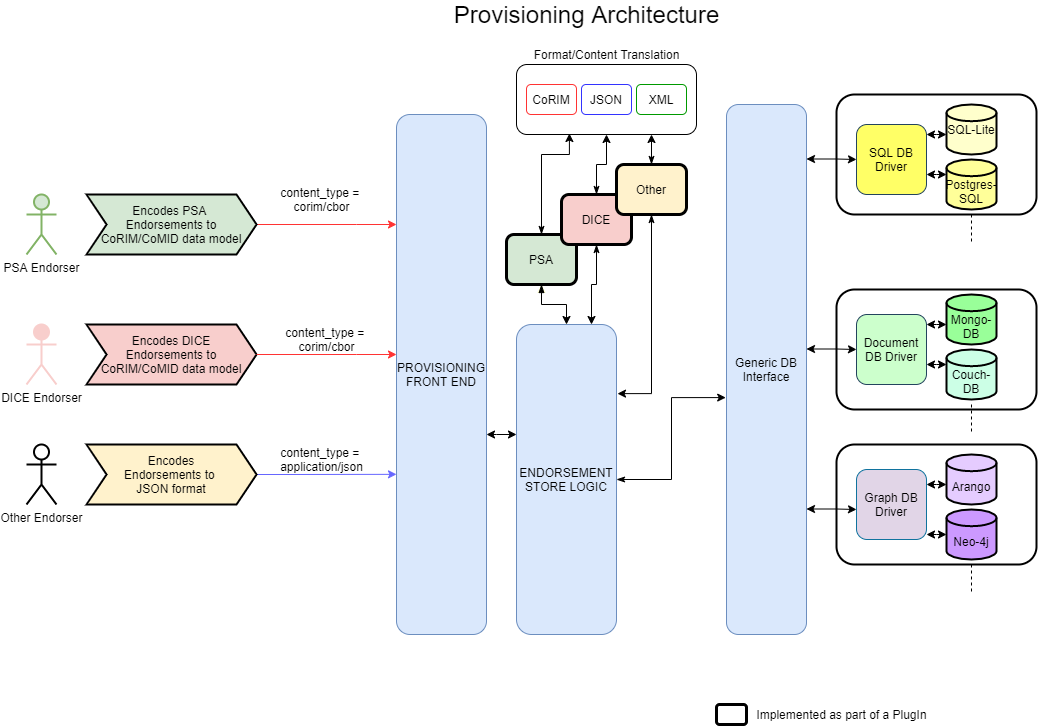 Provisioning Architecture
Format/Content Translation
CoRIM
JSON
XML
PSA
DICE
Other
PSA Endorser
Encodes PSA
Endorsements to
CoRIM/CoMID data model
content_type =
corim/cbor
DICE Endorser
Encodes DICE
Endorsements to
CoRIM/CoMID data model
content_type =
corim/cbor
Other Endorser
Encodes
Endorsements to
JSON format
content_type =
application/json
PROVISIONING
FRONT END
ENDORSEMENT
STORE LOGIC
Generic DB
Interface
SQL DB
Driver
SQL-Lite
Postgres-
SQL
Document
DB Driver
Mongo-
DB
Couch-
DB
Graph DB
Driver
Arango
Neo-4j
Implemented as part of a PlugIn